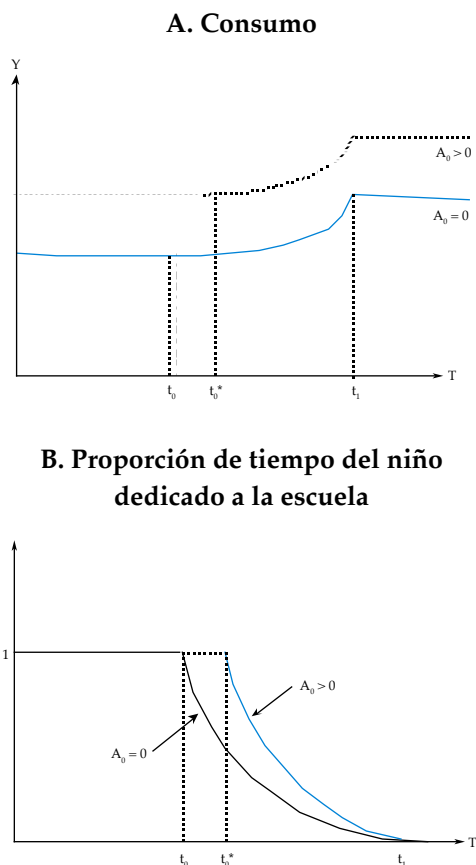 A. Consumo
Y
A₀ > 0
A₀ = 0
T
t₀
t₀*
t₁
B. Proporción de tiempo del niño
dedicado a la escuela
1
A₀ > 0
A₀ = 0
T
t₀
t₀*
t₁